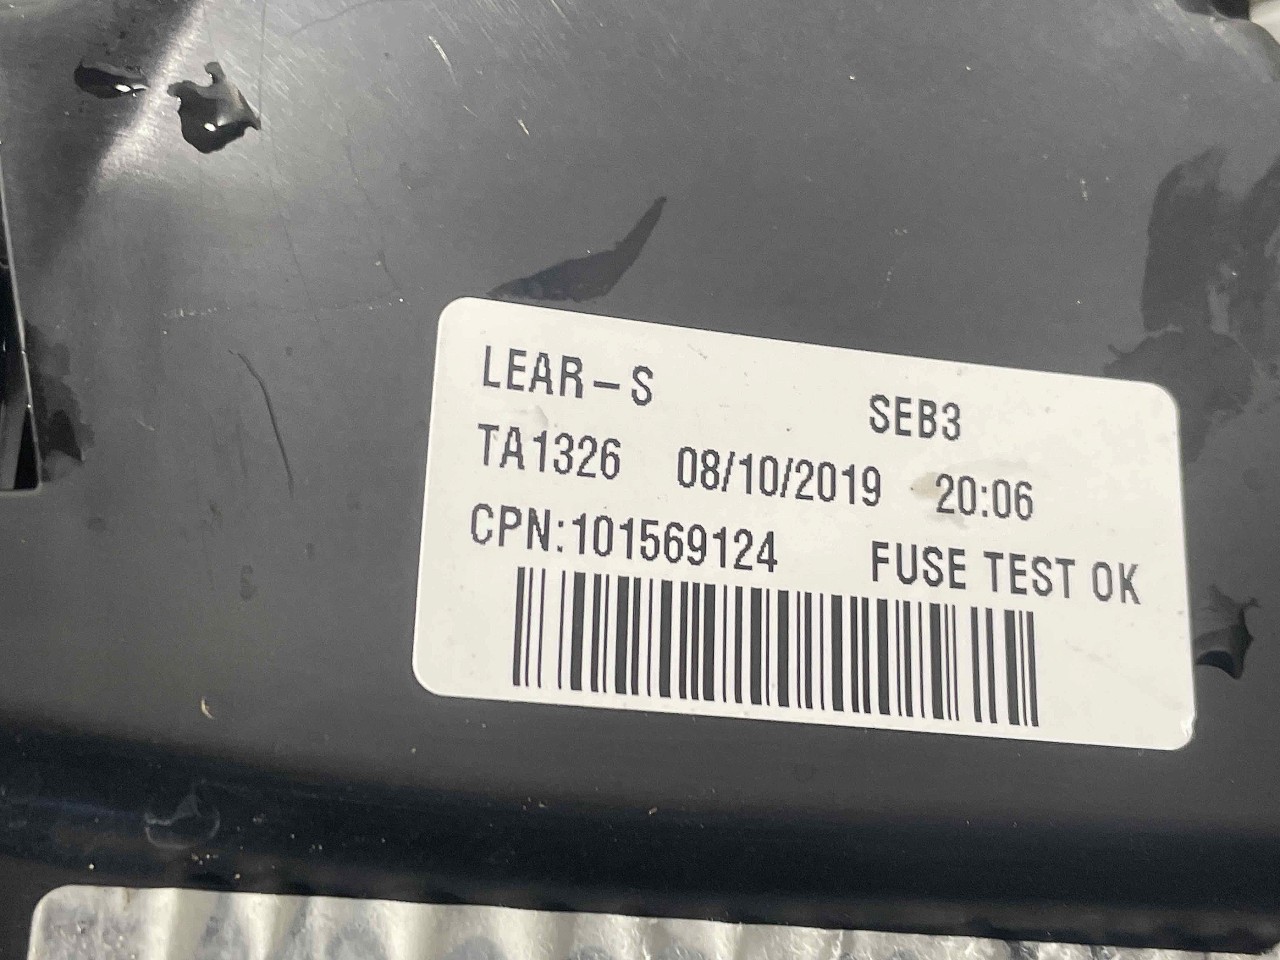 LEAR-S SEB3
TA1326 08/10/2019 20:06
CPN:101569124 FUSE TEST OK